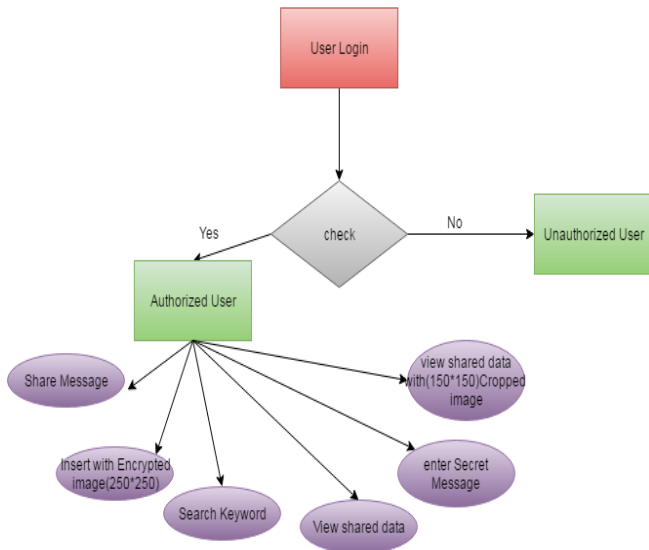 User Login
check
Yes
No
Unauthorized User
Authorized User
Share Message
view shared data
with(150*150)Cropped
image
Insert with Encrypted
image(250*250)
enter Secret
Message
Search Keyword
View shared data